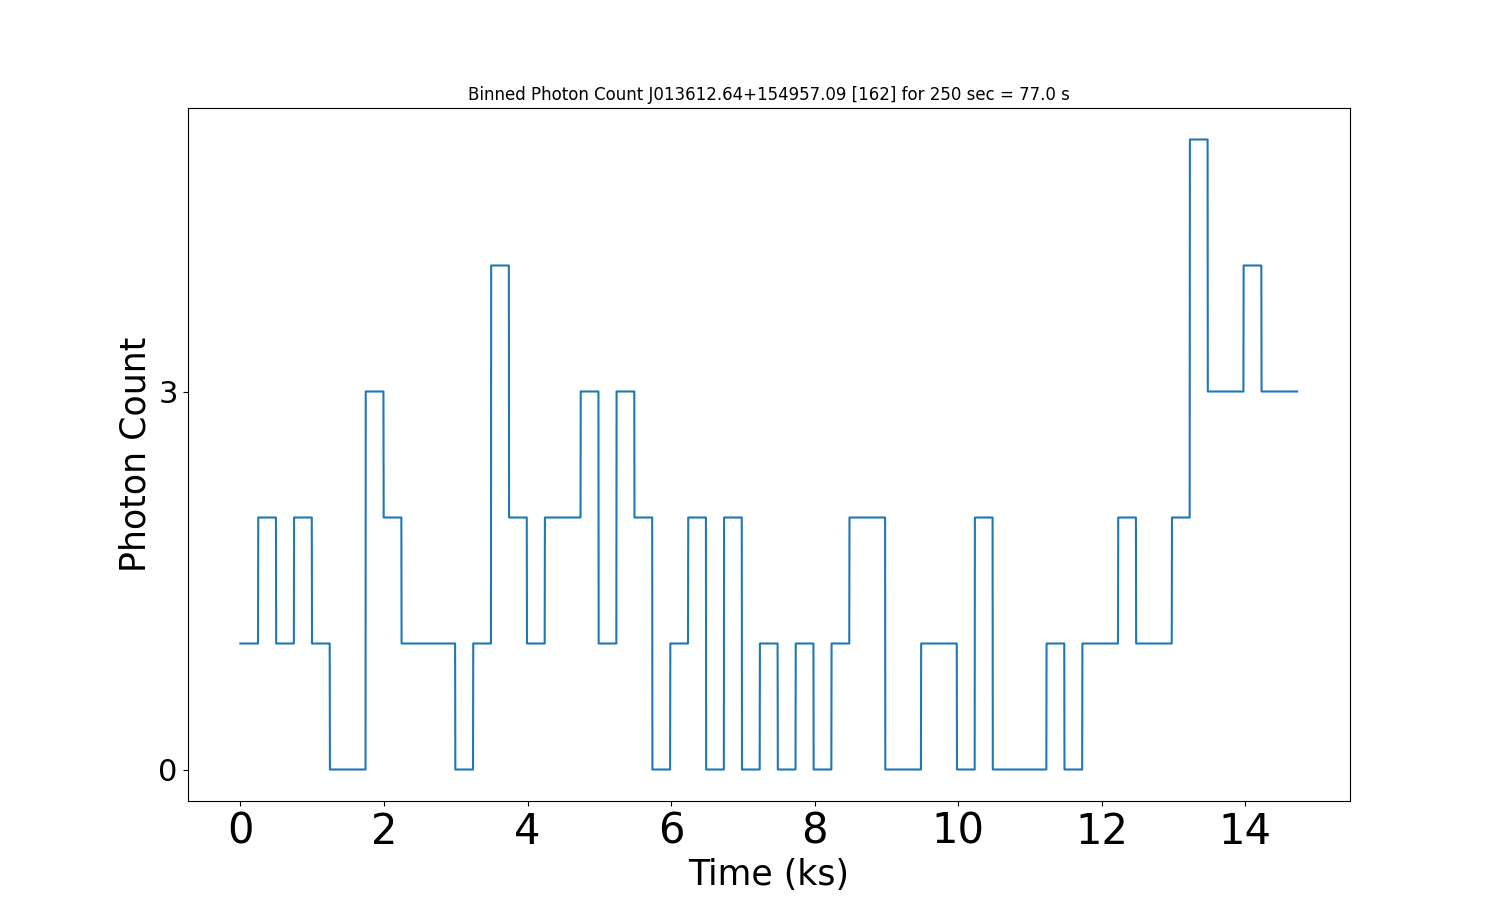 Binned Photon Count J013612.64+154957.09 [162] for 250 sec = 77.0 s
Photon Count
3
0
0 2 4 6 8 10 12 14
Time (ks)